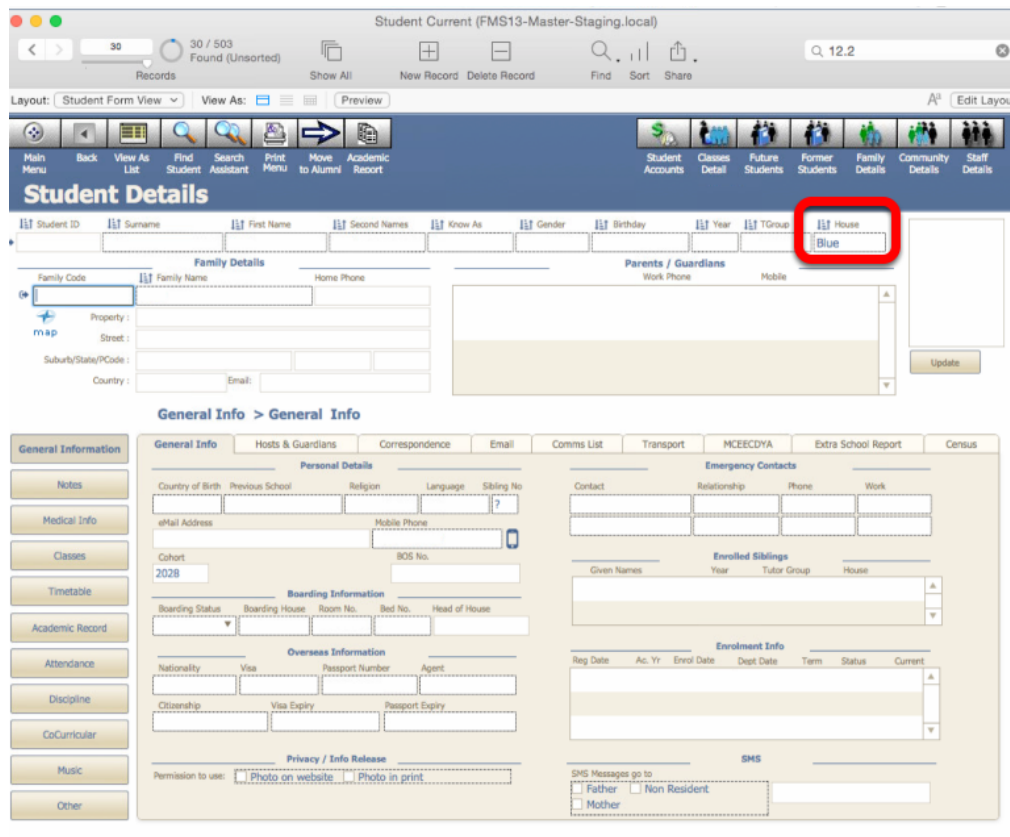 Student Current (FMS13-Master-Staging.local)
30
30 / 503
Found (Unsorted)
12.2
Records
Show All
New Record
Delete Record
Find
Sort
Share
Layout:
Student Form View
View As:
Preview
Aa
Edit Layou
Main Menu
Back
View As List
Find Student
Search Assistant
Print Menu
Move to Alumni
Academic Report
Student Accounts
Classes Detail
Future Students
Former Students
Family Details
Community Details
Staff Details
Student Details
Student ID
Surname
First Name
Second Names
Know As
Gender
Birthday
Year
TGroup
House
Blue
Family Details
Parents / Guardians
Family Code
Family Name
Home Phone
Work Phone
Mobile
map
Property :
Street :
Suburb/State/PCode :
Country :
Email:
Update
General Info > General Info
General Information
Notes
Medical Info
Classes
Timetable
Academic Record
Attendance
Discipline
CoCurricular
Music
Other
General Info
Hosts & Guardians
Correspondence
Email
Comms List
Transport
MCEECDYA
Extra School Report
Census
Personal Details
Country of Birth
Previous School
Religion
Language
Sibling No
?
eMail Address
Mobile Phone
Cohort
BOS No.
2028
Boarding Information
Boarding Status
Boarding House
Room No.
Bed No.
Head of House
Overseas Information
Nationality
Visa
Passport Number
Agent
Citizenship
Visa Expiry
Passport Expiry
Privacy / Info Release
Permission to use:
Photo on website
Photo in print
Emergency Contacts
Contact
Relationship
Phone
Work
Enrolled Siblings
Given Names
Year
Tutor Group
House
Enrolment Info
Reg Date
Ac. Yr
Enrol Date
Dept Date
Term
Status
Current
SMS
SMS Messages go to
Father
Non Resident
Mother